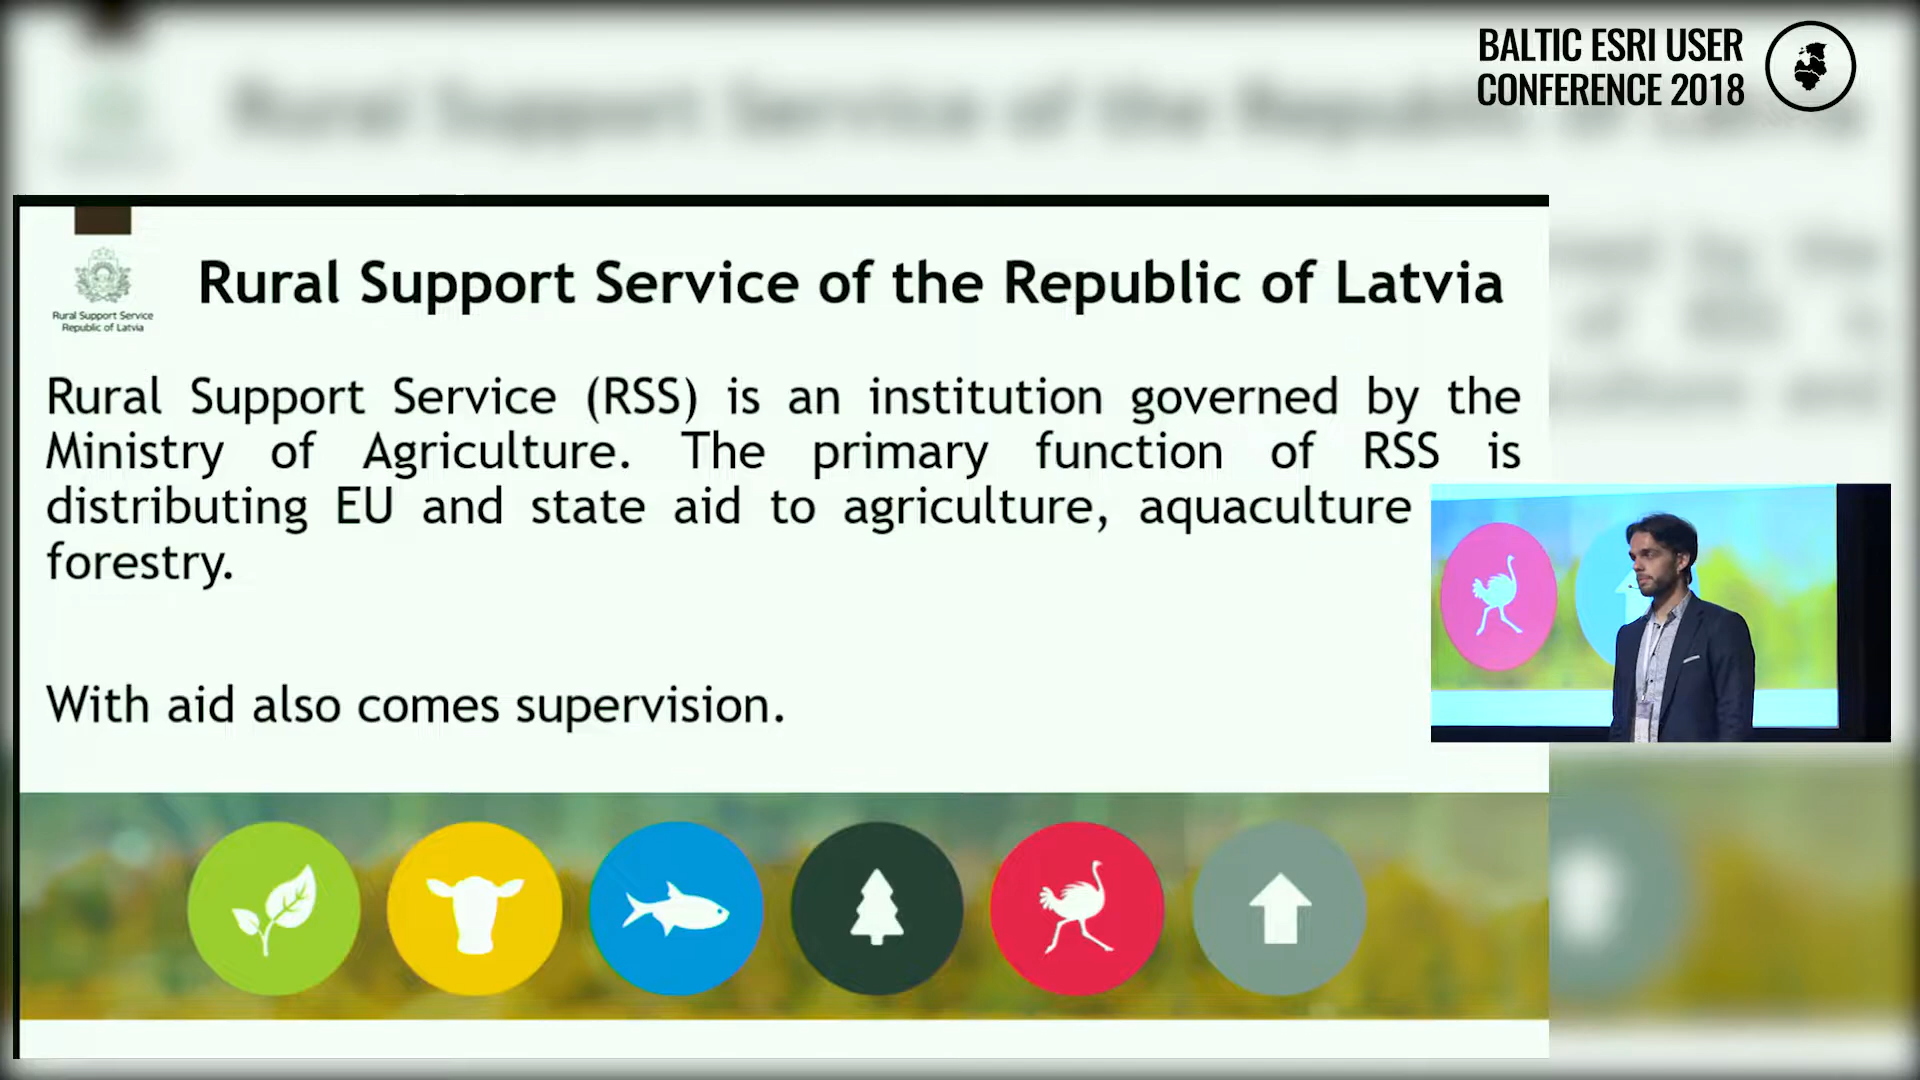 BALTIC ESRI USER
CONFERENCE 2018
Rural Support Service
Republic of Latvia
Rural Support Service of the Republic of Latvia
Rural Support Service (RSS) is an institution governed by the
Ministry of Agriculture. The primary function of RSS is
distributing EU and state aid to agriculture, aquaculture
forestry.
With aid also comes supervision.